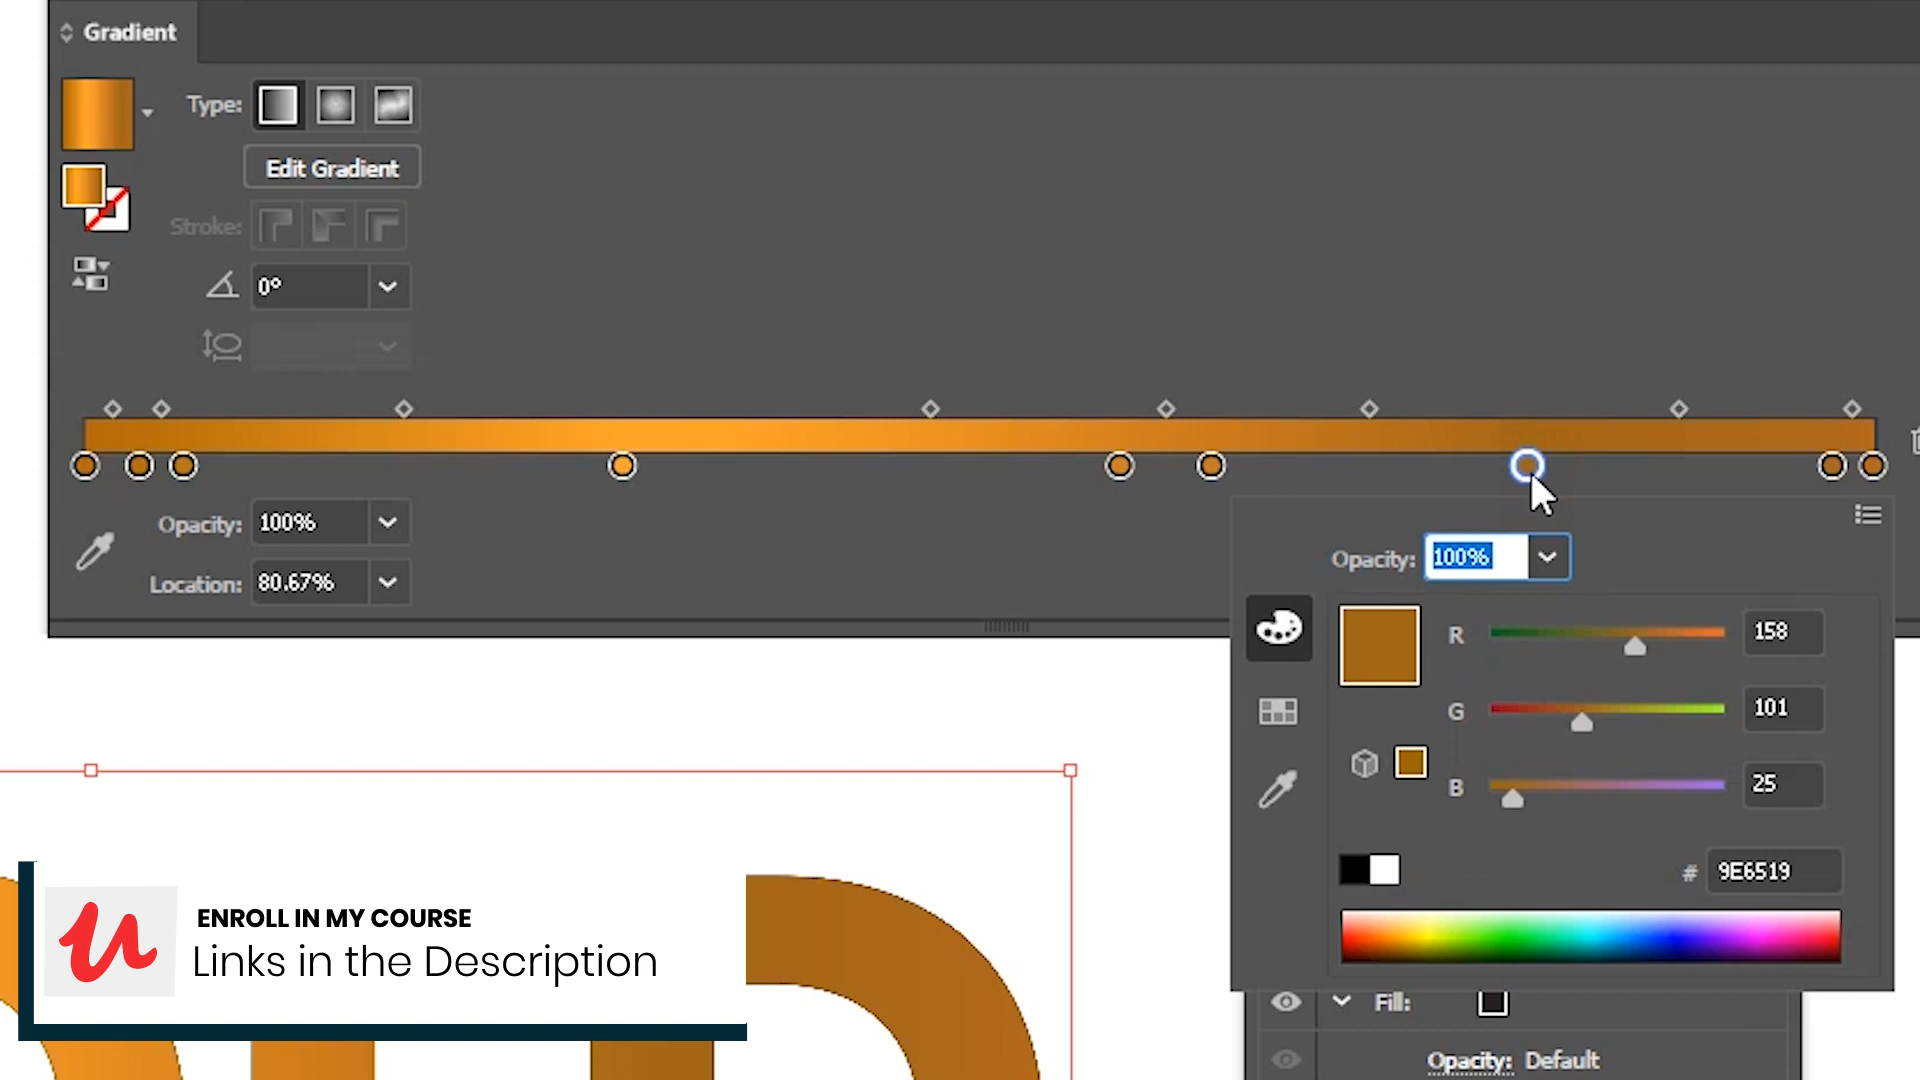 Gradient
Type:
Edit Gradient
Stroke:
0°
Opacity: 100%
Location: 80.67%
Opacity: 100%
R 158
G 101
B 25
# 9E6519
ENROLL IN MY COURSE
Links in the Description
Fill:
Opacity: Default